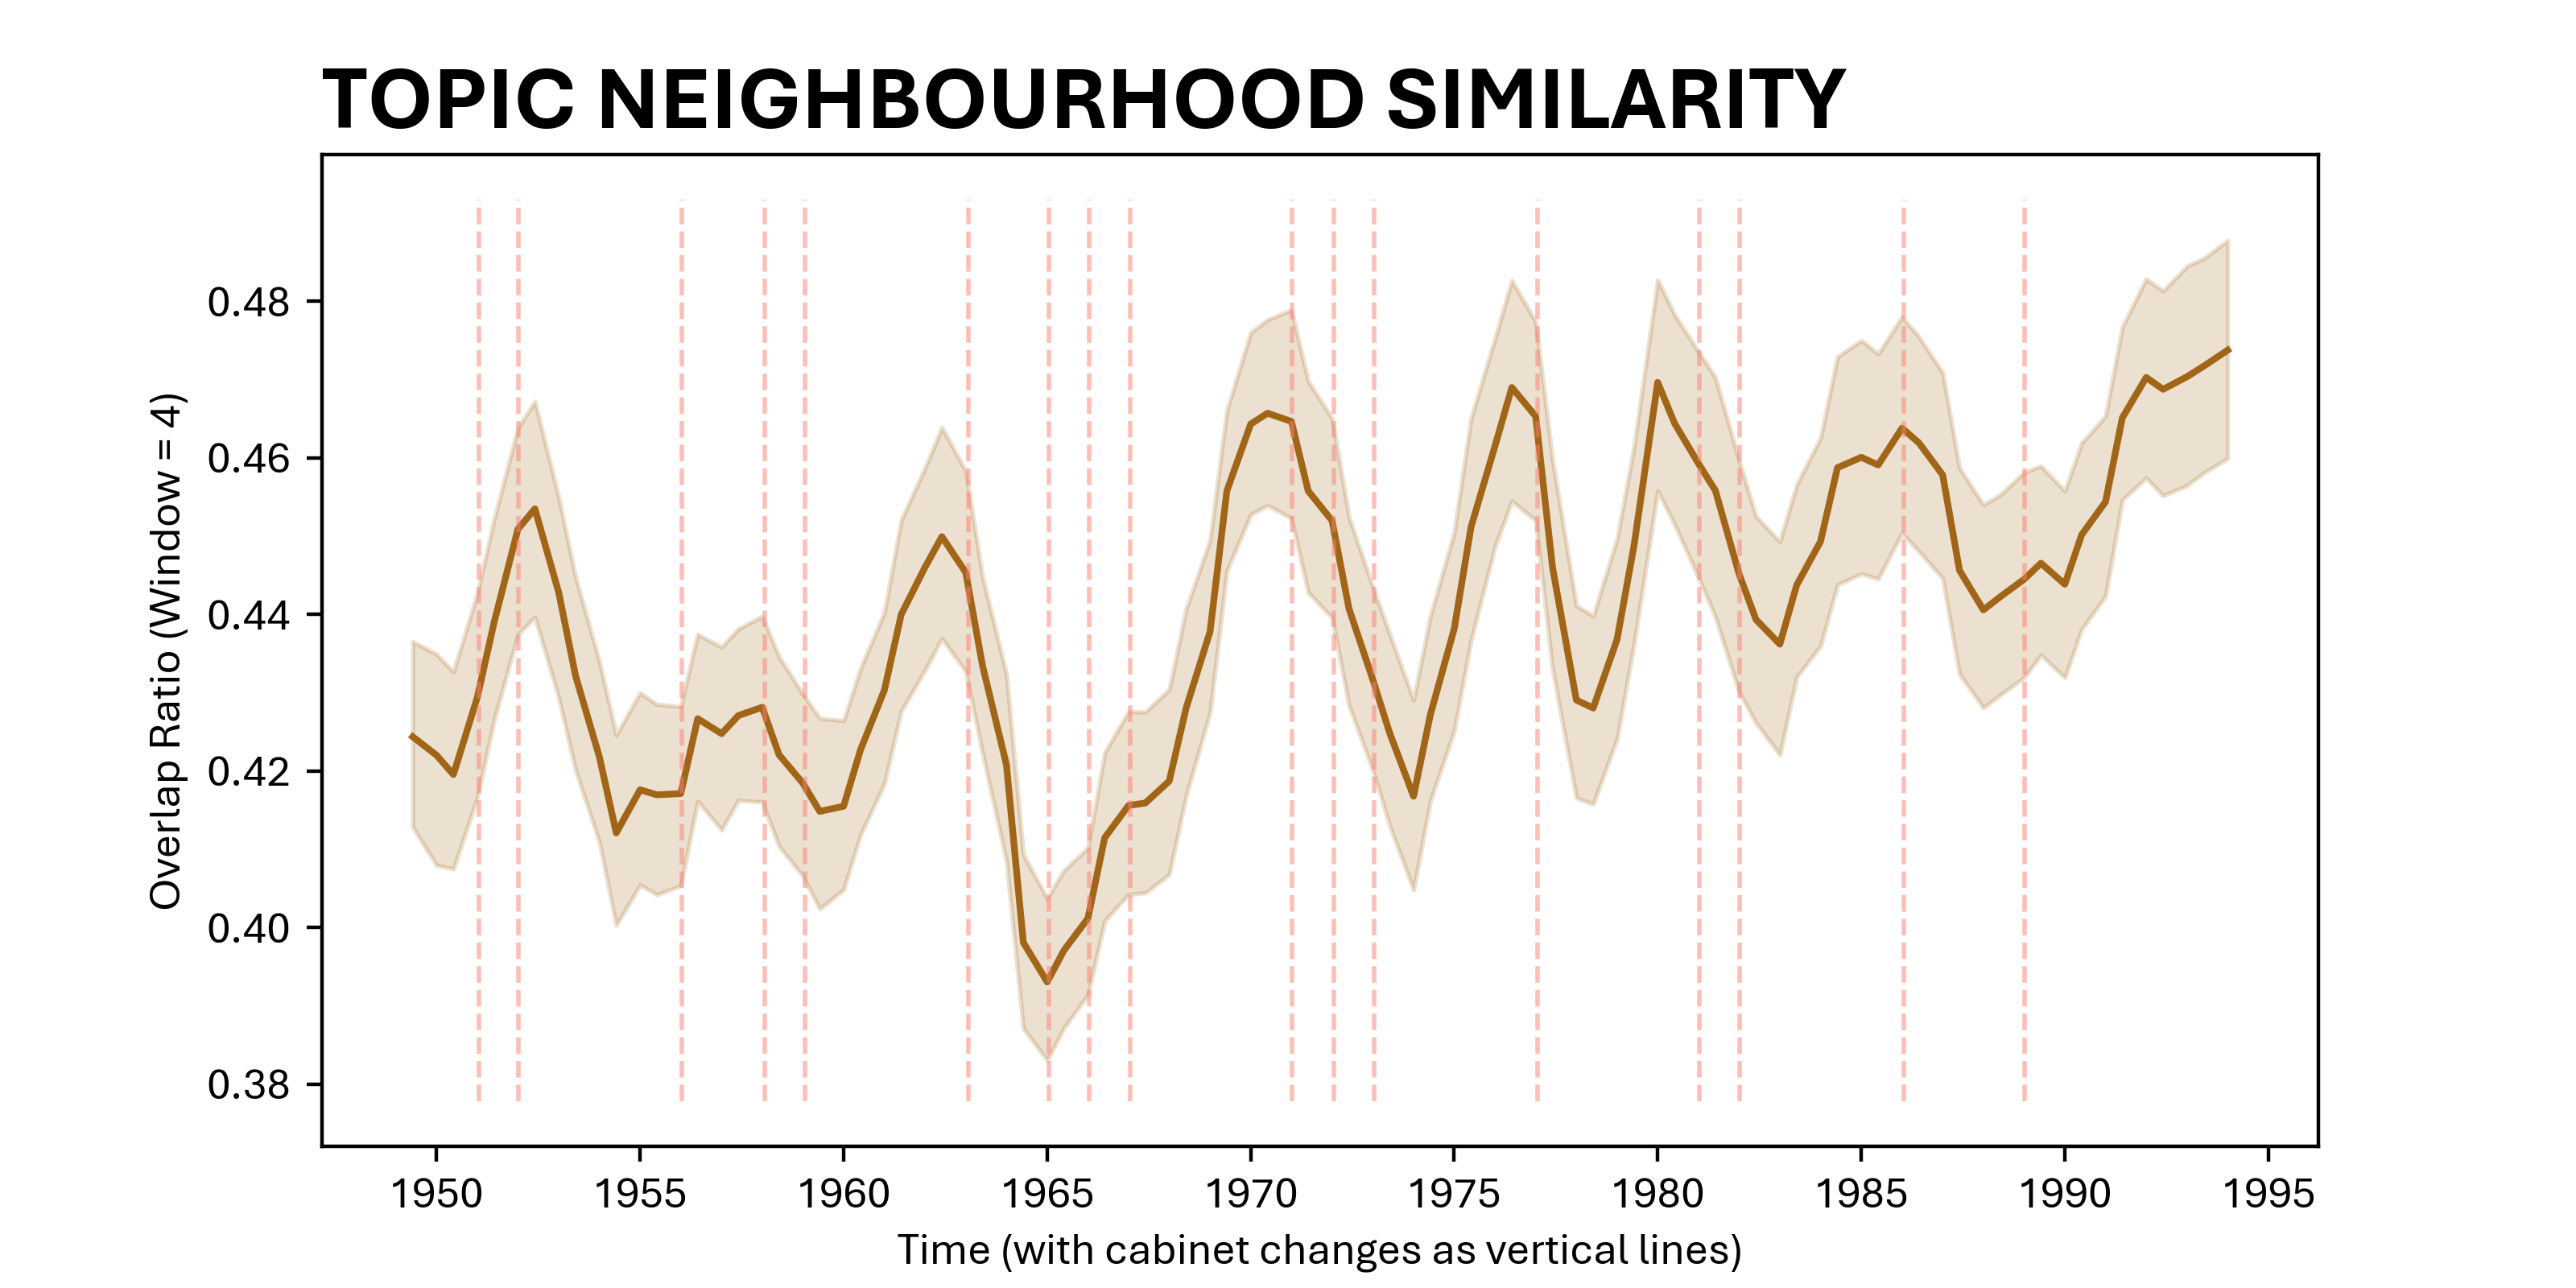 TOPIC NEIGHBOURHOOD SIMILARITY
Overlap Ratio (Window = 4)
0.48
0.46
0.44
0.42
0.40
0.38
1950 1955 1960 1965 1970 1975 1980 1985 1990 1995
Time (with cabinet changes as vertical lines)